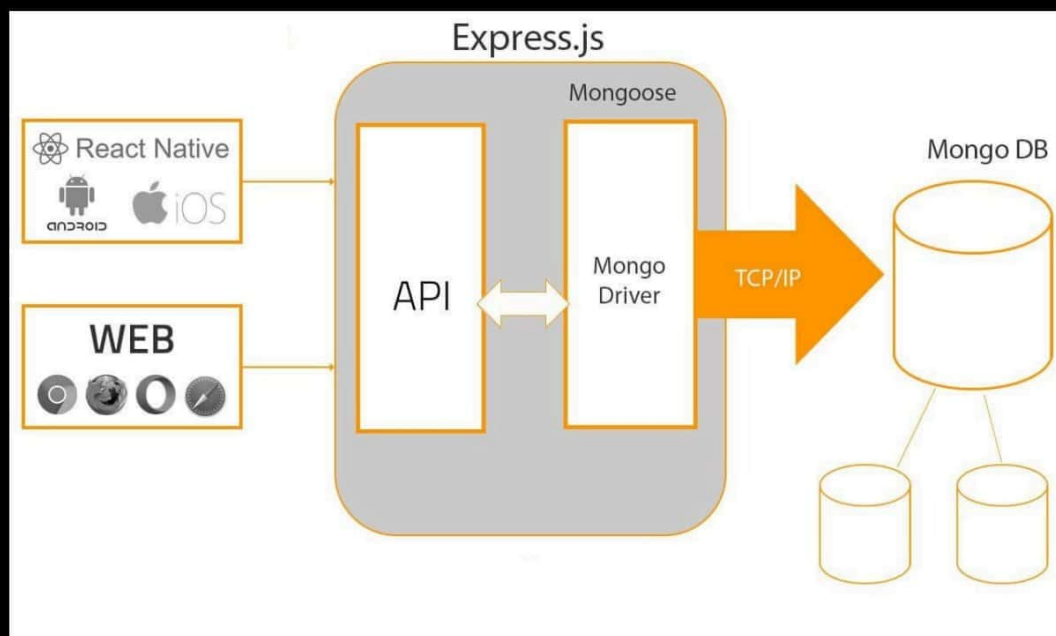 Express.js
Mongoose
React Native
ANDROID
iOS
WEB
API
Mongo
Driver
TCP/IP
Mongo DB